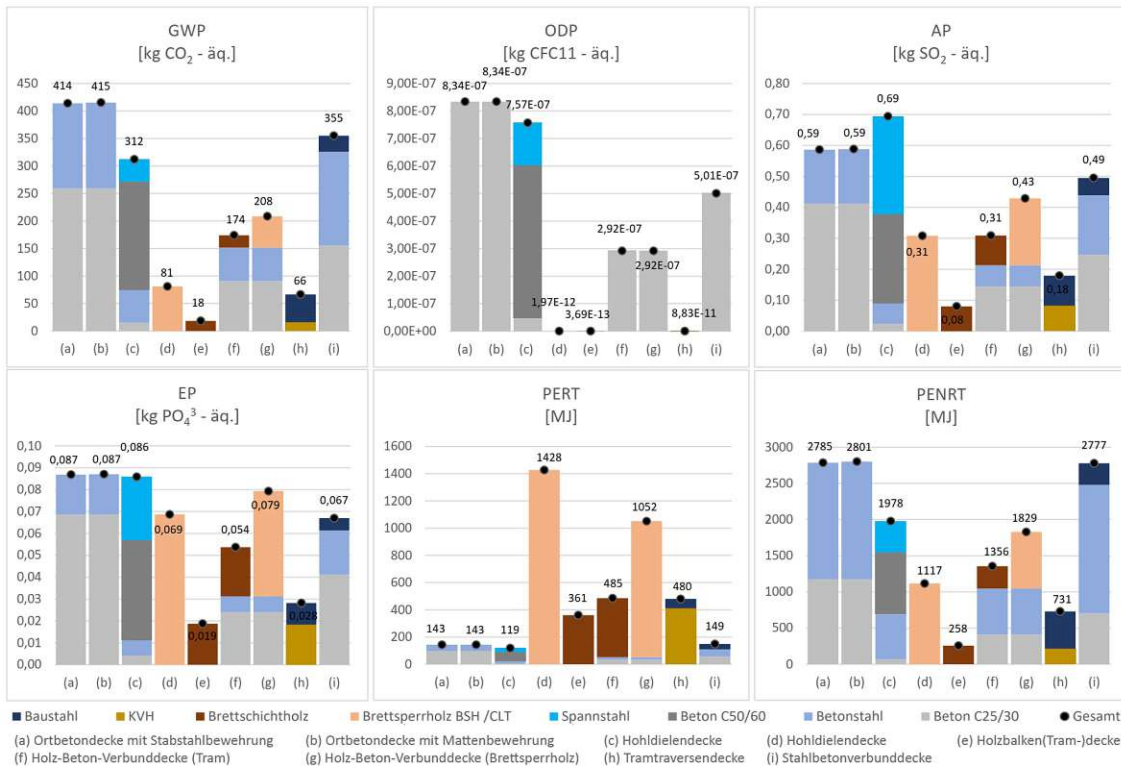 GWP
[kg CO2 - äq.]
450
400
350
300
250
200
150
100
50
0
414
415
312
81
18
174
208
66
355
(a) (b) (c) (d) (e) (f) (g) (h) (i)
ODP
[kg CFC11 - äq.]
9,00E-07
8,00E-07
7,00E-07
6,00E-07
5,00E-07
4,00E-07
3,00E-07
2,00E-07
1,00E-07
0,00E+00
8,34E-07
8,34E-07
7,57E-07
1,97E-12
3,69E-13
2,92E-07
2,92E-07
8,83E-11
5,01E-07
(a) (b) (c) (d) (e) (f) (g) (h) (i)
AP
[kg SO2 - äq.]
0,80
0,70
0,60
0,50
0,40
0,30
0,20
0,10
0,00
0,59
0,59
0,69
0,31
0,08
0,31
0,43
0,18
0,49
(a) (b) (c) (d) (e) (f) (g) (h) (i)
EP
[kg PO4³ - äq.]
0,10
0,09
0,08
0,07
0,06
0,05
0,04
0,03
0,02
0,01
0,00
0,087
0,087
0,086
0,069
0,019
0,054
0,079
0,028
0,067
(a) (b) (c) (d) (e) (f) (g) (h) (i)
PERT
[MJ]
1600
1400
1200
1000
800
600
400
200
0
143
143
119
1428
361
485
1052
480
149
(a) (b) (c) (d) (e) (f) (g) (h) (i)
PENRT
[MJ]
3000
2500
2000
1500
1000
500
0
2785
2801
1978
1117
258
1356
1829
731
2777
(a) (b) (c) (d) (e) (f) (g) (h) (i)
Baustahl KVH Brettschichtholz Brettsperrholz BSH /CLT Spannstahl Beton C50/60 Betonstahl Beton C25/30 Gesamt
(a) Ortbetondecke mit Stabstahlbewehrung (b) Ortbetondecke mit Mattenbewehrung (c) Hohldielendecke (d) Hohldielendecke (e) Holzbalken(Tram-)decke
(f) Holz-Beton-Verbunddecke (Tram) (g) Holz-Beton-Verbunddecke (Brettsperrholz) (h) Tramtraversendecke (i) Stahlbetonverbunddecke